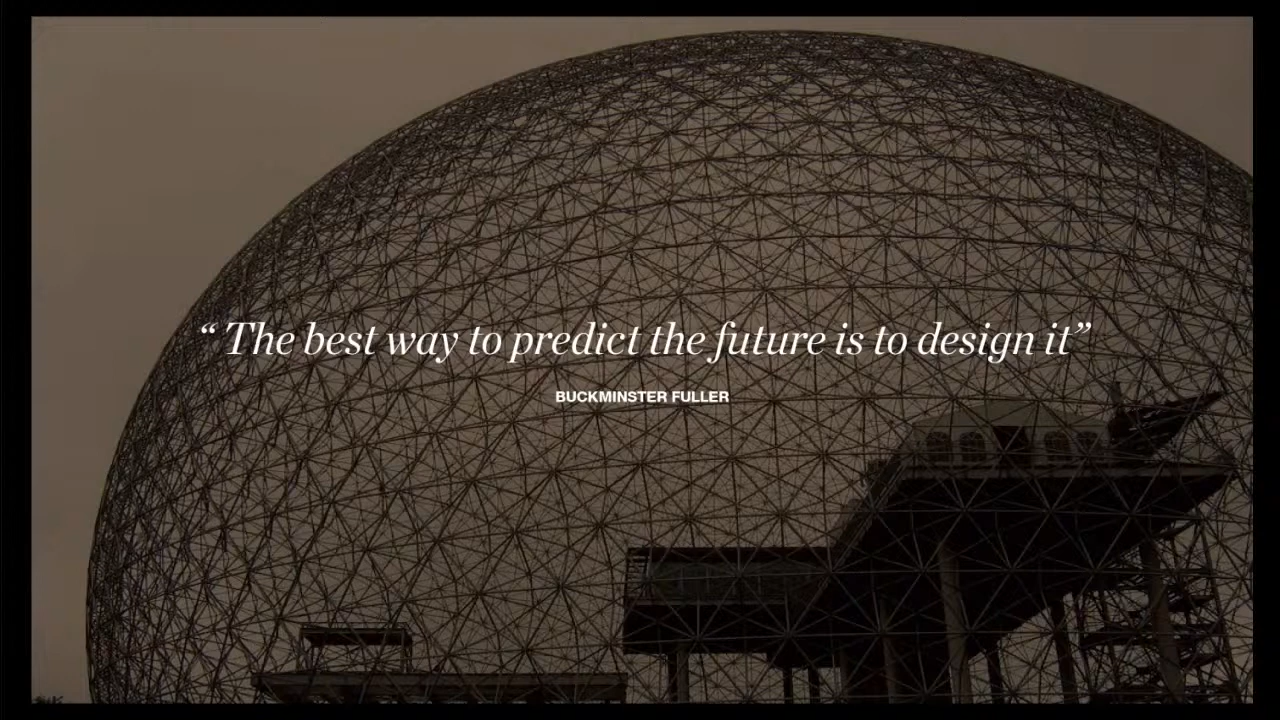 “ The best way to predict the future is to design it”
BUCKMINSTER FULLER